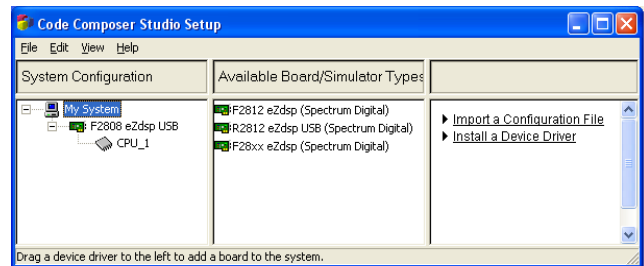 Code Composer Studio Setup
File Edit View Help
System Configuration
Available Board/Simulator Types
My System
F2808 eZdsp USB
CPU_1
F2812 eZdsp (Spectrum Digital)
R2812 eZdsp USB (Spectrum Digital)
F28xx eZdsp (Spectrum Digital)
Import a Configuration File
Install a Device Driver
Drag a device driver to the left to add a board to the system.